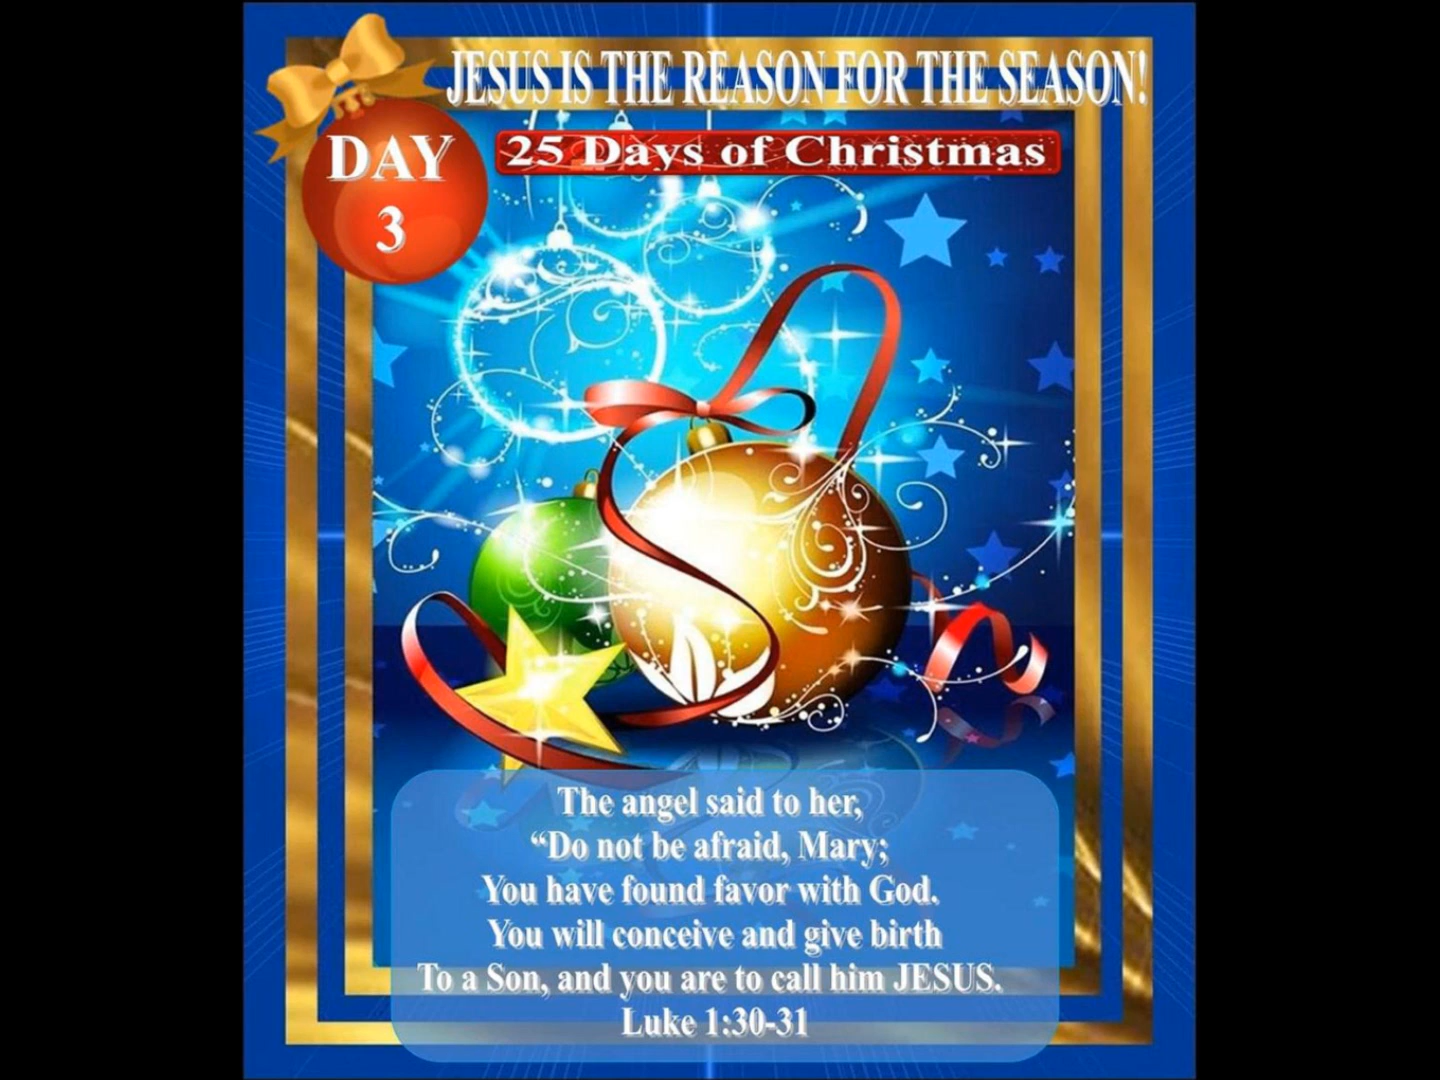 JESUS IS THE REASON FOR THE SEASON!
DAY
3
25 Days of Christmas
The angel said to her,
“Do not be afraid, Mary;
You have found favor with God.
You will conceive and give birth
To a Son, and you are to call him JESUS.
Luke 1:30-31